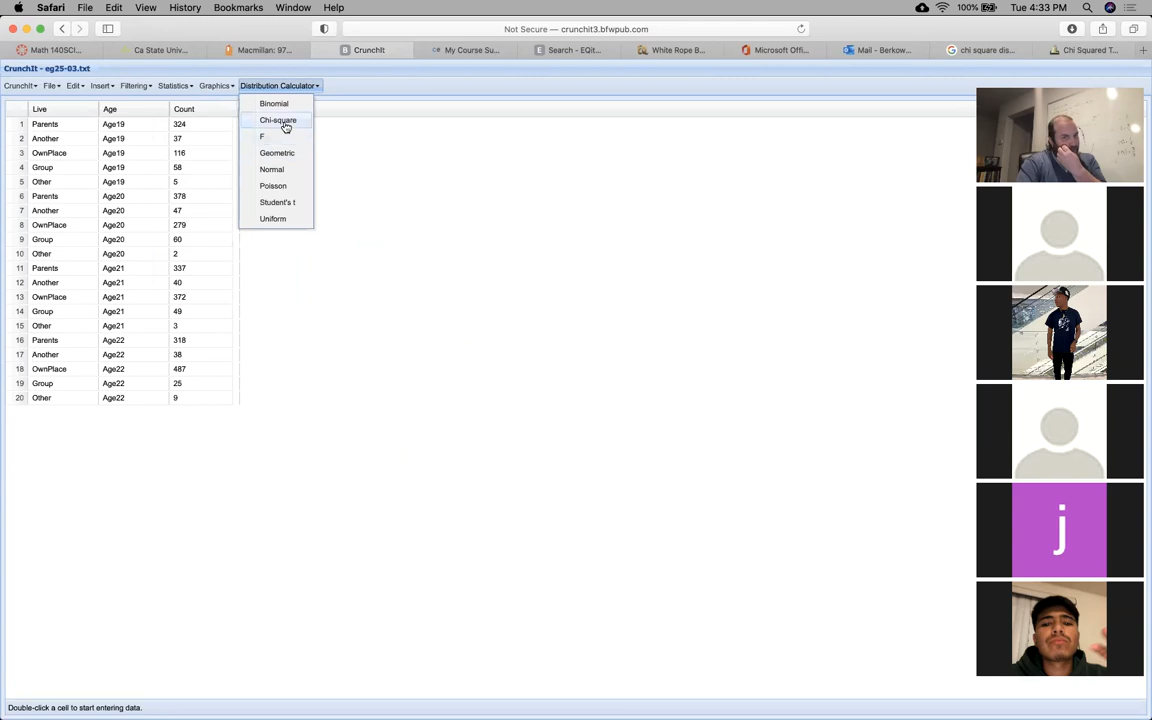 Safari File Edit View History Bookmarks Window Help 100% Tue 4:33 PM
Not Secure — crunchit3.bfwpub.com
Math 140SCI... Ca State Univ... Macmillan: 97... CrunchIt My Course Su... Search - EQit... White Rope B... Microsoft Offi... Mail - Berkow... chi square dis... Chi Squared T...
CrunchIt - eg25-03.txt
CrunchIt File Edit Insert Filtering Statistics Graphics Distribution Calculator
Live Age Count
Binomial
Chi-square
F
Geometric
Normal
Poisson
Student's t
Uniform
1 Parents Age19 324
2 Another Age19 37
3 OwnPlace Age19 116
4 Group Age19 58
5 Other Age19 5
6 Parents Age20 378
7 Another Age20 47
8 OwnPlace Age20 279
9 Group Age20 60
10 Other Age20 2
11 Parents Age21 337
12 Another Age21 40
13 OwnPlace Age21 372
14 Group Age21 49
15 Other Age21 3
16 Parents Age22 318
17 Another Age22 38
18 OwnPlace Age22 487
19 Group Age22 25
20 Other Age22 9
j
Double-click a cell to start entering data.